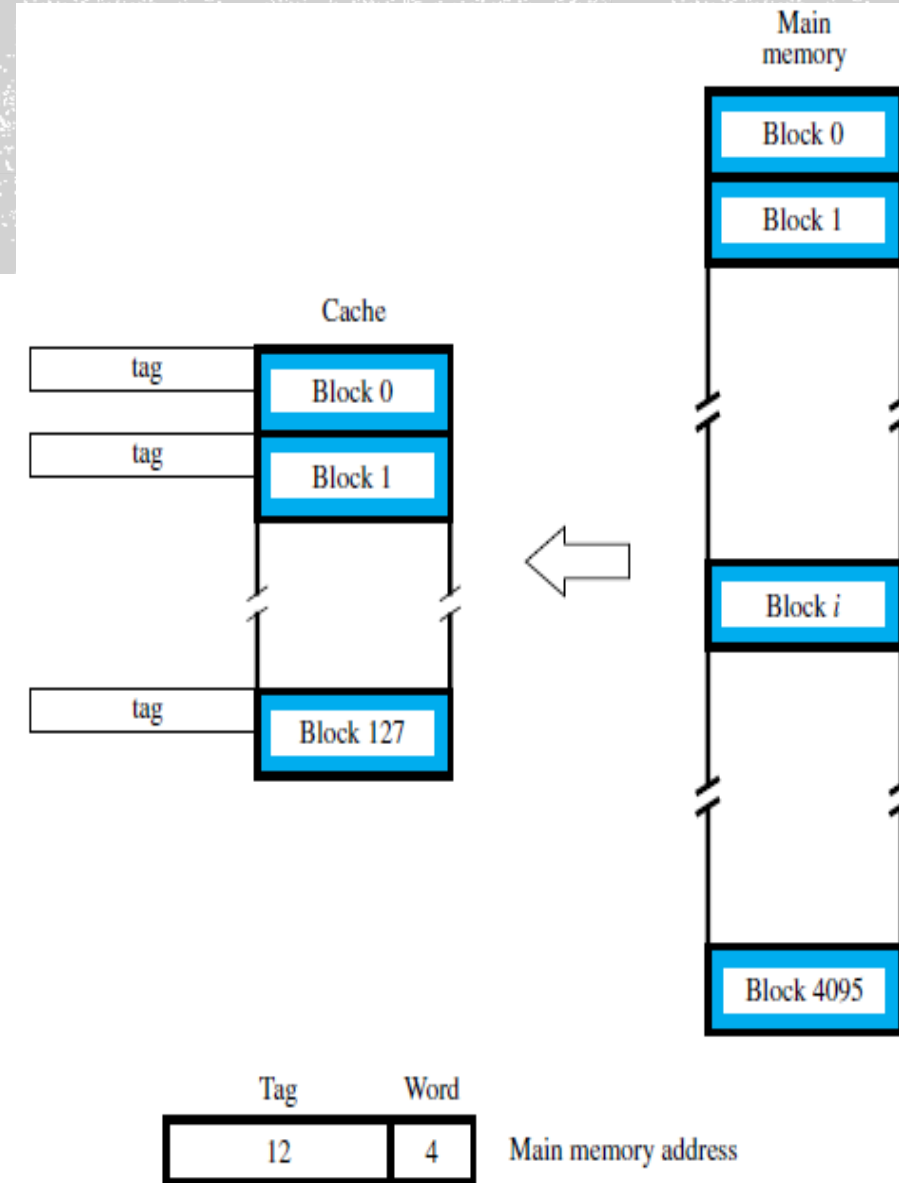 Main
memory
Block 0
Block 1
Cache
tag
Block 0
tag
Block 1
Block i
tag
Block 127
Block 4095
Tag Word
12 4 Main memory address